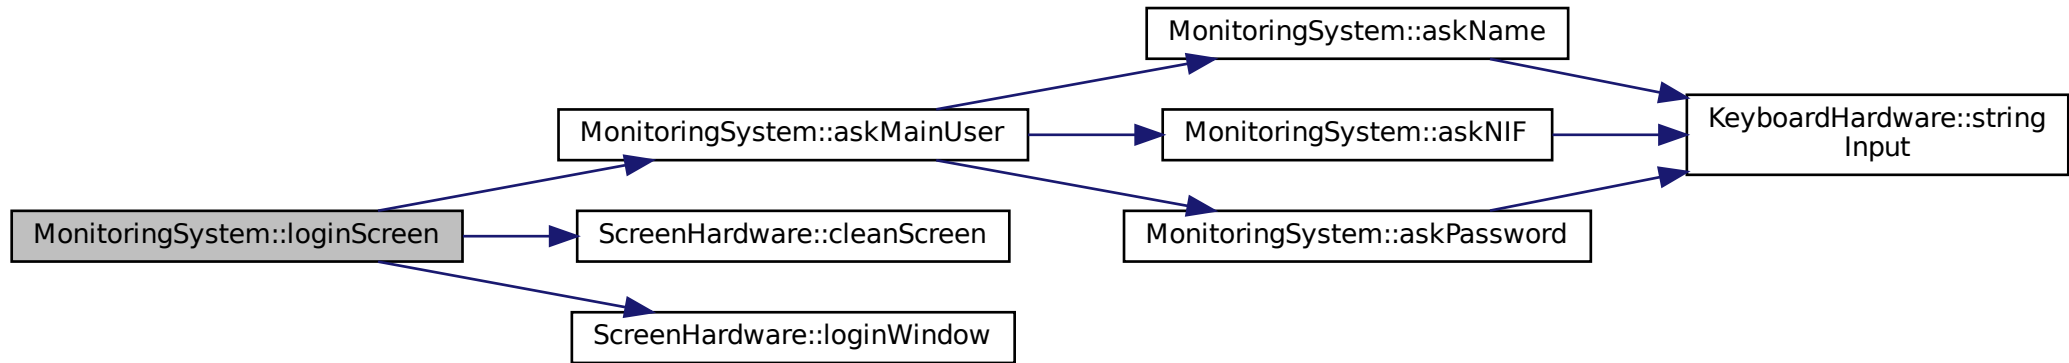 MonitoringSystem::loginScreen
MonitoringSystem::askMainUser
ScreenHardware::cleanScreen
ScreenHardware::loginWindow
MonitoringSystem::askName
MonitoringSystem::askNIF
MonitoringSystem::askPassword
KeyboardHardware::string
Input